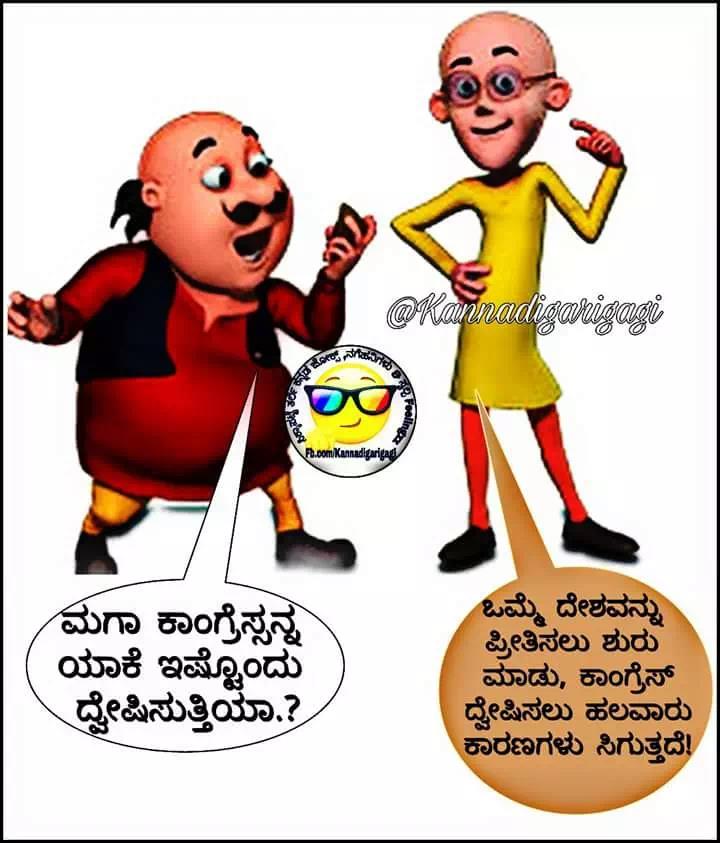 @Kannadigarigagi
Fb.com/Kannadigarigagi
ಮಗಾ ಕಾಂಗ್ರೆಸ್ಸನ್ನ
ಯಾಕೆ ಇಷ್ಟೊಂದು
ದ್ವೇಷಿಸುತ್ತಿಯಾ.?
ಒಮ್ಮೆ ದೇಶವನ್ನು
ಪ್ರೀತಿಸಲು ಶುರು
ಮಾಡು, ಕಾಂಗ್ರೆಸ್
ದ್ವೇಷಿಸಲು ಹಲವಾರು
ಕಾರಣಗಳು ಸಿಗುತ್ತದೆ!